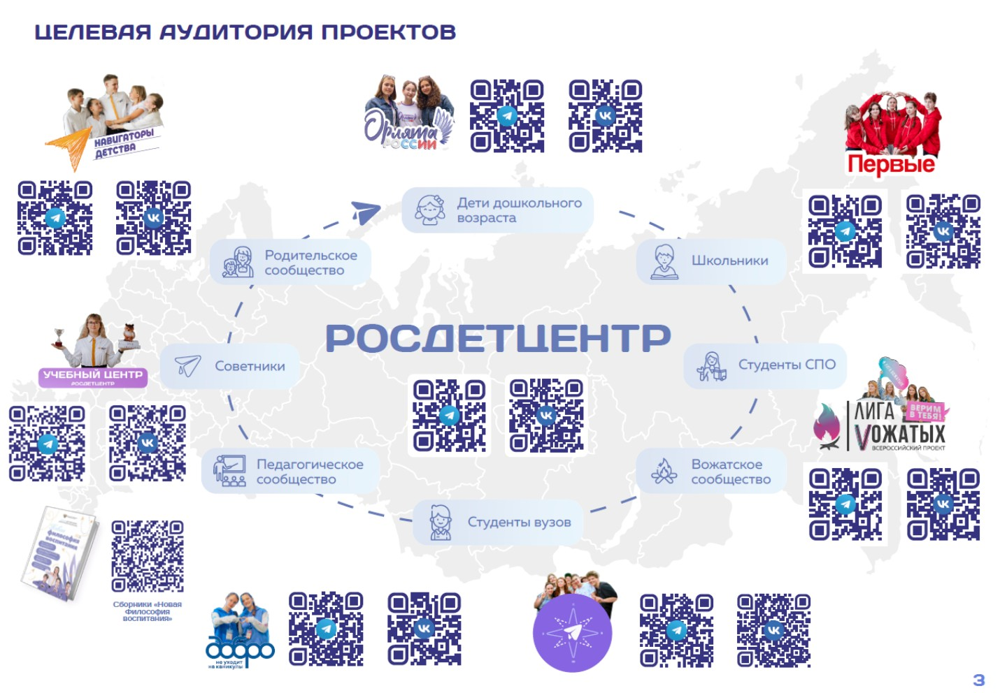 ЦЕЛЕВАЯ АУДИТОРИЯ ПРОЕКТОВ
НАВИГАТОРЫ
ДЕТСТВА
Орлята
РОССИИ
Первые
Дети дошкольного
возраста
Родительское
сообщество
Школьники
РОСДЕТЦЕНТР
УЧЕБНЫЙ ЦЕНТР
РОСДЕТЦЕНТР
Советники
Студенты СПО
ВЕРИМ
В ТЕБЯ!
ЛИГА
VОЖАТЫХ
ВСЕРОССИЙСКИЙ ПРОЕКТ
Педагогическое
сообщество
Вожатское
сообщество
Студенты вузов
философия
воспитания
Сборники «Новая
Философия
воспитания»
добро
не уходит
на каникулы
3